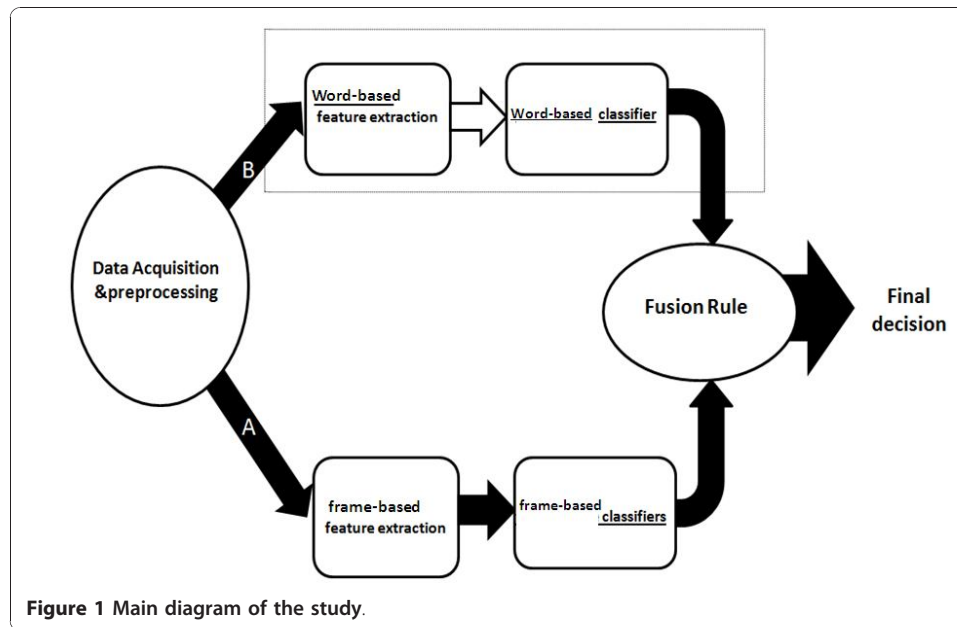 Word-based
feature extraction
Word-based classifier
B
Data Acquisition
&preprocessing
Fusion Rule
Final
decision
A
frame-based
feature extraction
frame-based
classifiers
Figure 1 Main diagram of the study.